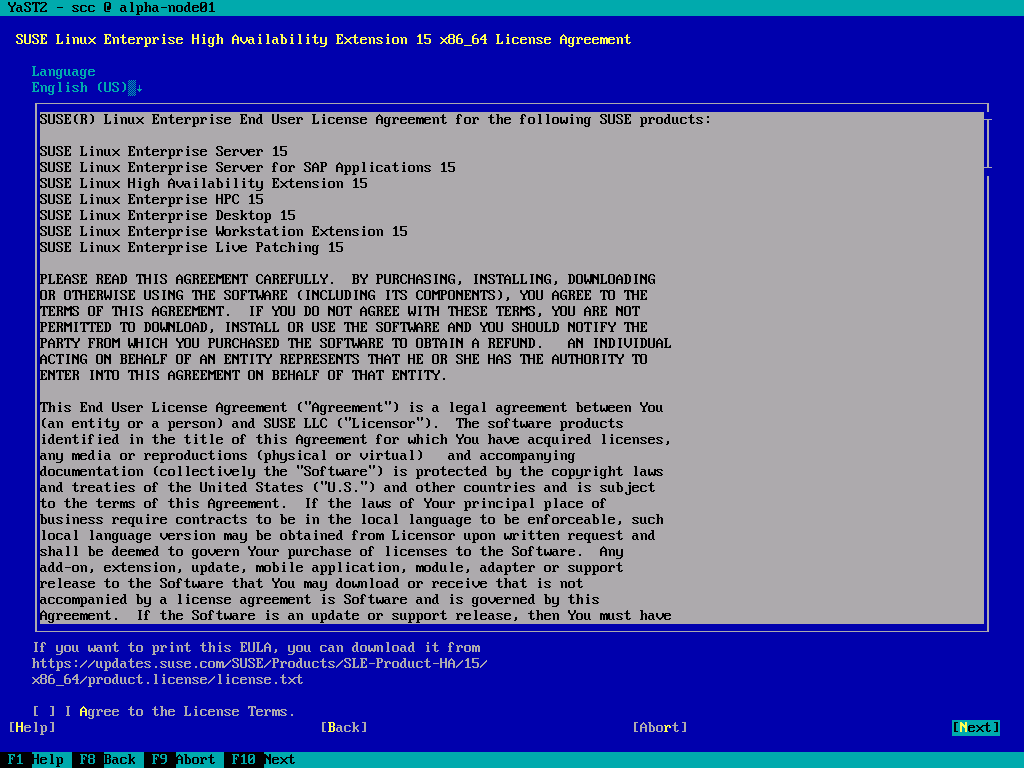 YaST2 - scc @ alpha-node01
SUSE Linux Enterprise High Availability Extension 15 x86_64 License Agreement
Language
English (US)▒↓
SUSE(R) Linux Enterprise End User License Agreement for the following SUSE products:
SUSE Linux Enterprise Server 15
SUSE Linux Enterprise Server for SAP Applications 15
SUSE Linux High Availability Extension 15
SUSE Linux Enterprise HPC 15
SUSE Linux Enterprise Desktop 15
SUSE Linux Enterprise Workstation Extension 15
SUSE Linux Enterprise Live Patching 15
PLEASE READ THIS AGREEMENT CAREFULLY.  BY PURCHASING, INSTALLING, DOWNLOADING
OR OTHERWISE USING THE SOFTWARE (INCLUDING ITS COMPONENTS), YOU AGREE TO THE
TERMS OF THIS AGREEMENT.  IF YOU DO NOT AGREE WITH THESE TERMS, YOU ARE NOT
PERMITTED TO DOWNLOAD, INSTALL OR USE THE SOFTWARE AND YOU SHOULD NOTIFY THE
PARTY FROM WHICH YOU PURCHASED THE SOFTWARE TO OBTAIN A REFUND.   AN INDIVIDUAL
ACTING ON BEHALF OF AN ENTITY REPRESENTS THAT HE OR SHE HAS THE AUTHORITY TO
ENTER INTO THIS AGREEMENT ON BEHALF OF THAT ENTITY.
This End User License Agreement ("Agreement") is a legal agreement between You
(an entity or a person) and SUSE LLC ("Licensor").  The software products
identified in the title of this Agreement for which You have acquired licenses,
any media or reproductions (physical or virtual)   and accompanying
documentation (collectively the "Software") is protected by the copyright laws
and treaties of the United States ("U.S.") and other countries and is subject
to the terms of this Agreement.  If the laws of Your principal place of
business require contracts to be in the local language to be enforceable, such
local language version may be obtained from Licensor upon written request and
shall be deemed to govern Your purchase of licenses to the Software.  Any
add-on, extension, update, mobile application, module, adapter or support
release to the Software that You may download or receive that is not
accompanied by a license agreement is Software and is governed by this
Agreement.  If the Software is an update or support release, then You must have
If you want to print this EULA, you can download it from
https://updates.suse.com/SUSE/Products/SLE-Product-HA/15/
x86_64/product.license/license.txt
[ ] I Agree to the License Terms.
[Help] [Back] [Abort] [Next]
F1 Help F8 Back F9 Abort F10 Next